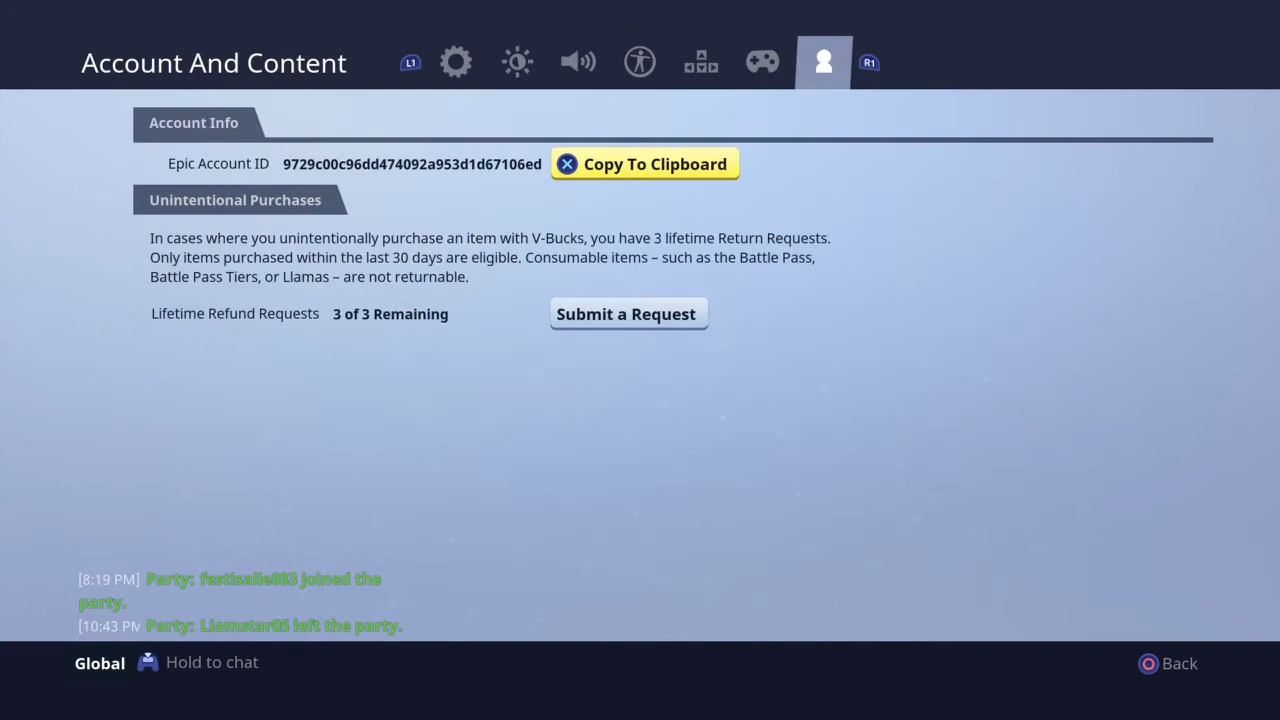 Account And Content
L1
R1
Account Info
Epic Account ID 9729c00c96dd474092a953d1d67106ed Copy To Clipboard
Unintentional Purchases
In cases where you unintentionally purchase an item with V-Bucks, you have 3 lifetime Return Requests.
Only items purchased within the last 30 days are eligible. Consumable items – such as the Battle Pass,
Battle Pass Tiers, or Llamas – are not returnable.
Lifetime Refund Requests 3 of 3 Remaining Submit a Request
[8:19 PM] Party: festisalle883 joined the
party.
[10:43 PM Party: Liamstar05 left the party.
Global Hold to chat Back